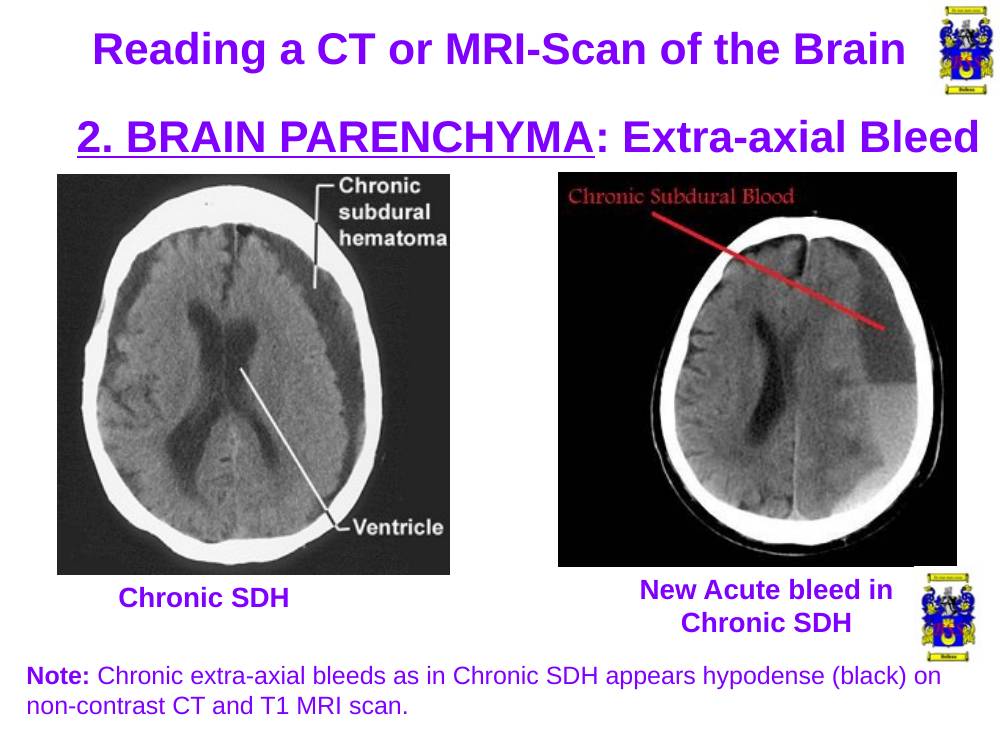 Reading a CT or MRI-Scan of the Brain
2. BRAIN PARENCHYMA: Extra-axial Bleed
Chronic
subdural
hematoma
Ventricle
Chronic Subdural Blood
Chronic SDH
New Acute bleed in
Chronic SDH
Note: Chronic extra-axial bleeds as in Chronic SDH appears hypodense (black) on
non-contrast CT and T1 MRI scan.